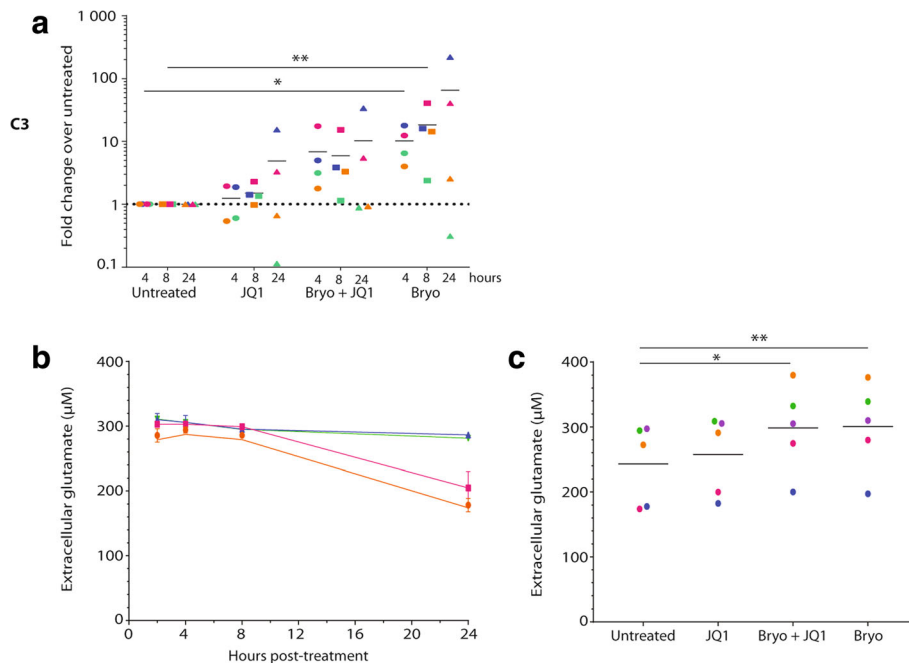 a
1 000
100
10
1
0.1
C3
Fold change over untreated
**
*
4 8 24 4 8 24 4 8 24 4 8 24 hours
Untreated JQ1 Bryo + JQ1 Bryo
b
400
300
200
100
0
Extracellular glutamate (µM)
0 4 8 12 16 20 24
Hours post-treatment
c
**
*
400
300
200
100
0
Extracellular glutamate (µM)
Untreated JQ1 Bryo + JQ1 Bryo